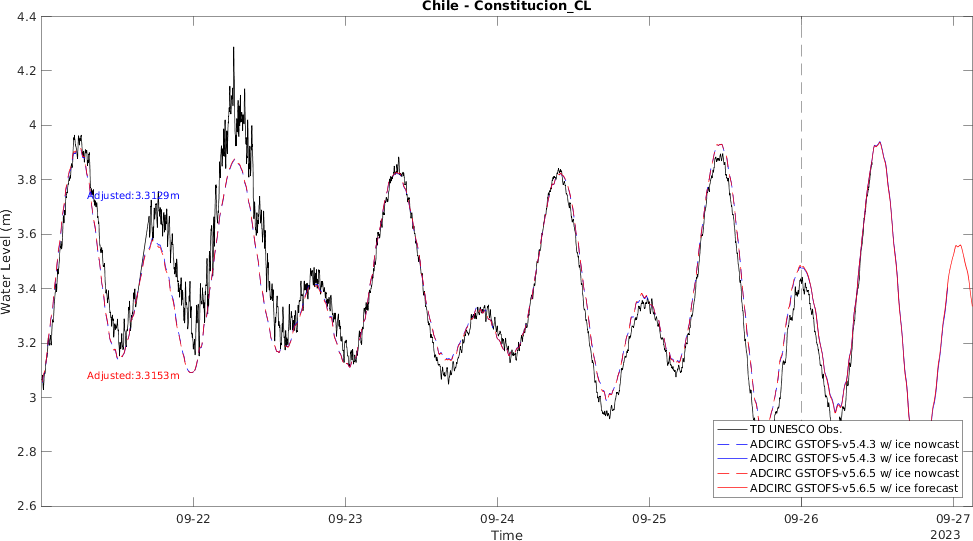 Chile - Constitucion_CL
4.4
4.2
4
3.8
3.6
3.4
3.2
3
2.8
2.6
Water Level (m)
Adjusted:3.3129m
Adjusted:3.3153m
TD UNESCO Obs.
ADCIRC GSTOFS-v5.4.3 w/ ice nowcast
ADCIRC GSTOFS-v5.4.3 w/ ice forecast
ADCIRC GSTOFS-v5.6.5 w/ ice nowcast
ADCIRC GSTOFS-v5.6.5 w/ ice forecast
09-22 09-23 09-24 09-25 09-26 09-27
Time
2023